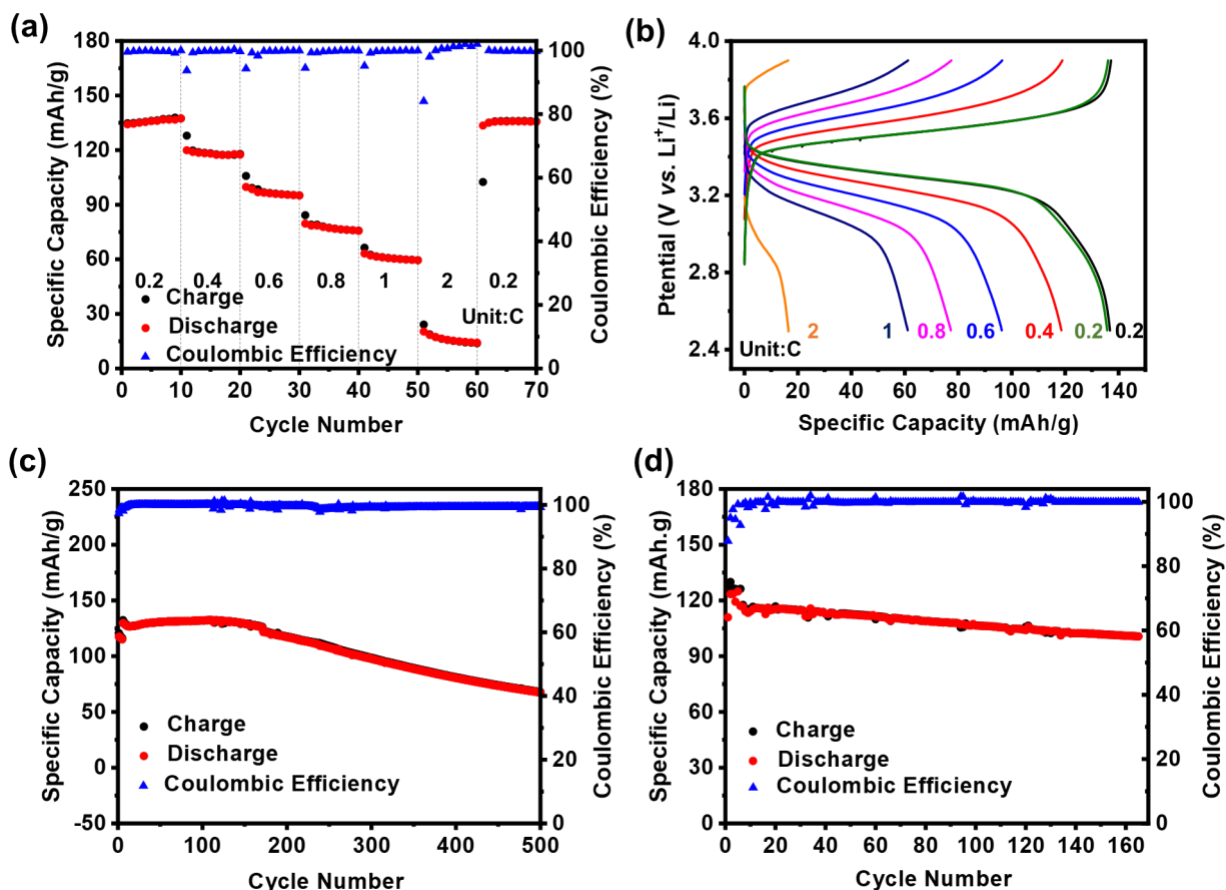 (a)
180
150
120
90
60
30
0
Specific Capacity (mAh/g)
100
80
60
40
20
0
Coulombic Efficiency (%)
0.2 0.4 0.6 0.8 1 2 0.2
Charge
Unit:C
Discharge
Coulombic Efficiency
0 10 20 30 40 50 60 70
Cycle Number
(b)
4.0
3.6
3.2
2.8
2.4
Ptential (V vs. Li⁺/Li)
2 1 0.8 0.6 0.4 0.2 0.2
Unit:C
0 20 40 60 80 100 120 140
Specific Capacity (mAh/g)
(c)
250
200
150
100
50
0
-50
Specific Capacity (mAh/g)
100
80
60
40
20
0
Coulombic Efficiency (%)
Charge
Discharge
Coulombic Efficiency
0 100 200 300 400 500
Cycle Number
(d)
180
150
120
90
60
30
0
Specific Capacity (mAh.g)
100
80
60
40
20
0
Coulombic Efficiency (%)
Charge
Discharge
Coulombic Efficiency
0 20 40 60 80 100 120 140 160
Cycle Number